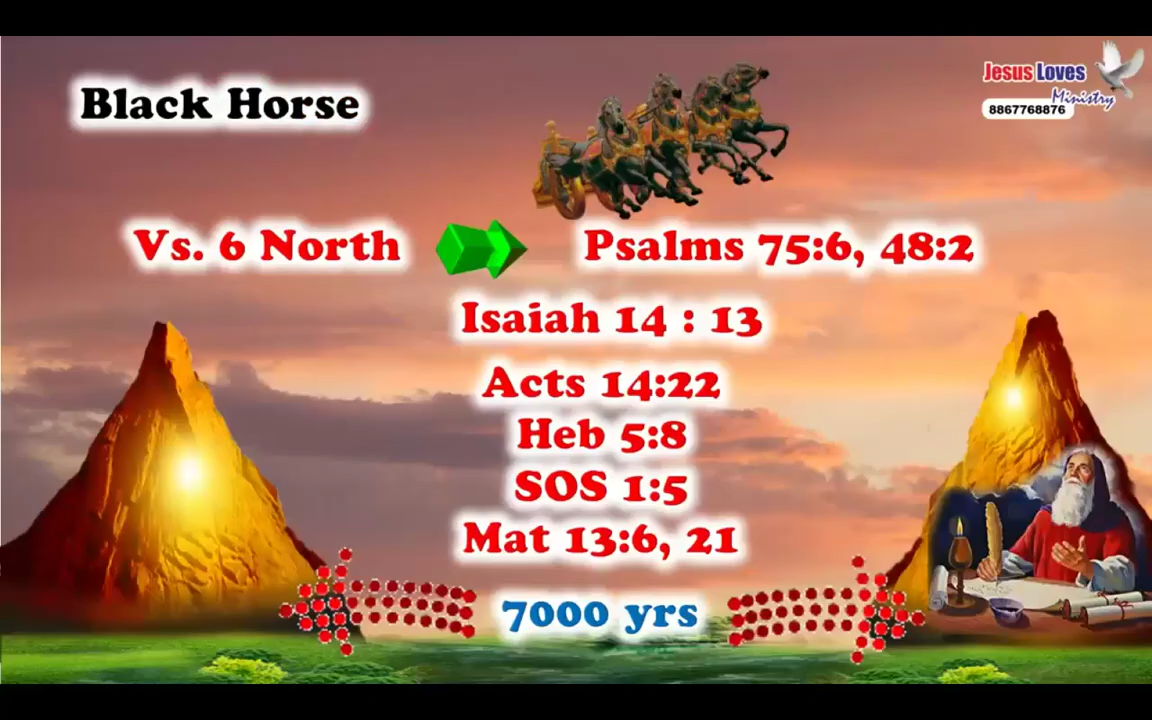 Black Horse
Jesus Loves
Ministry
8867768876
Vs. 6 North
Psalms 75:6, 48:2
Isaiah 14 : 13
Acts 14:22
Heb 5:8
SOS 1:5
Mat 13:6, 21
7000 yrs